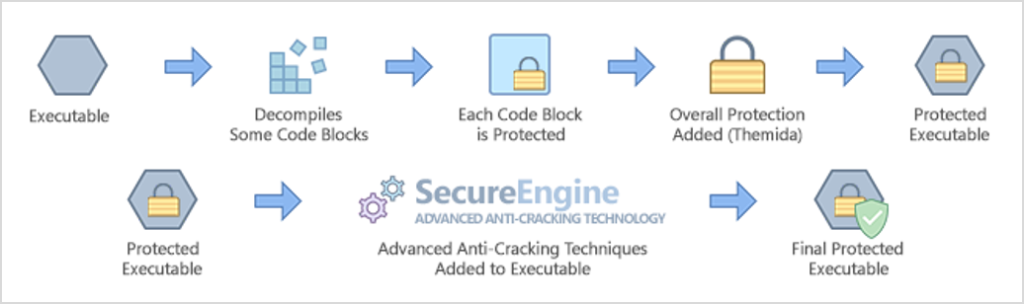 Executable
Decompiles
Some Code Blocks
Each Code Block
is Protected
Overall Protection
Added (Themida)
Protected
Executable
Protected
Executable
SecureEngine
ADVANCED ANTI-CRACKING TECHNOLOGY
Advanced Anti-Cracking Techniques
Added to Executable
Final Protected
Executable